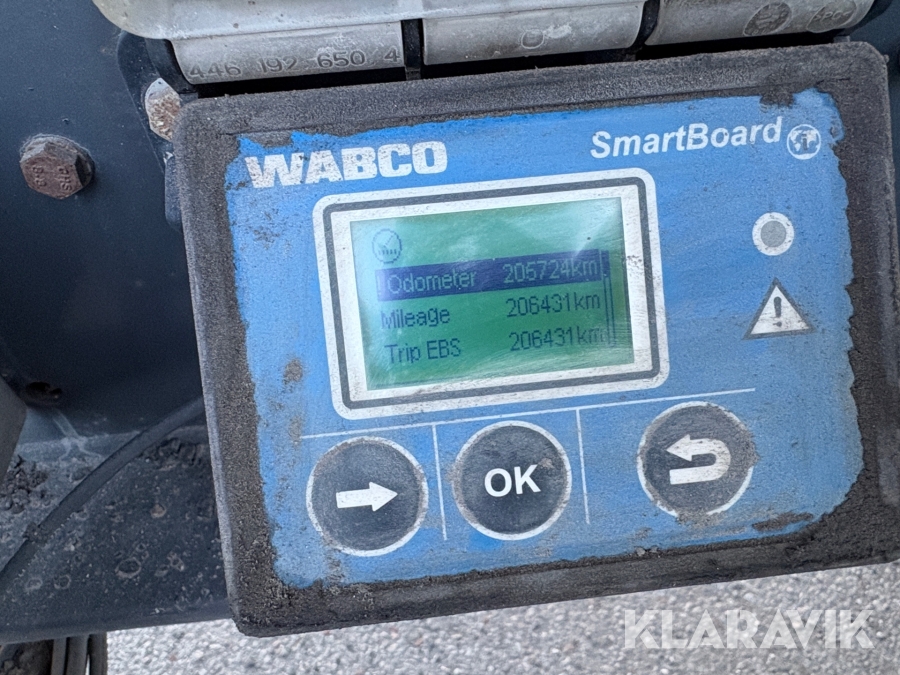 446 192 650 4
WABCO
SmartBoard
Odometer 205724km
Mileage 206431km
Trip EBS 206431km
OK
KLARAVIK